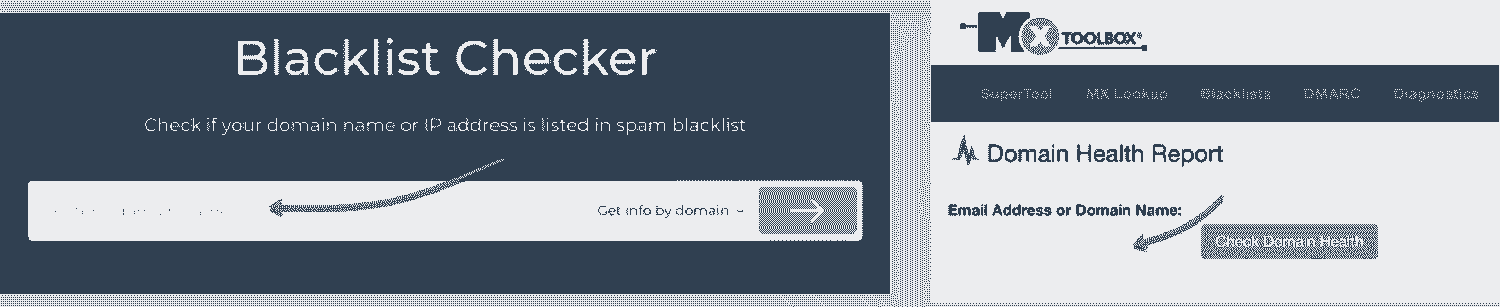 Blacklist Checker
Check if your domain name or IP address is listed in spam blacklist
Get info by domain
MX TOOLBOX®
SuperTool MX Lookup Blacklists DMARC Diagnostics
Domain Health Report
Email Address or Domain Name:
Check Domain Health